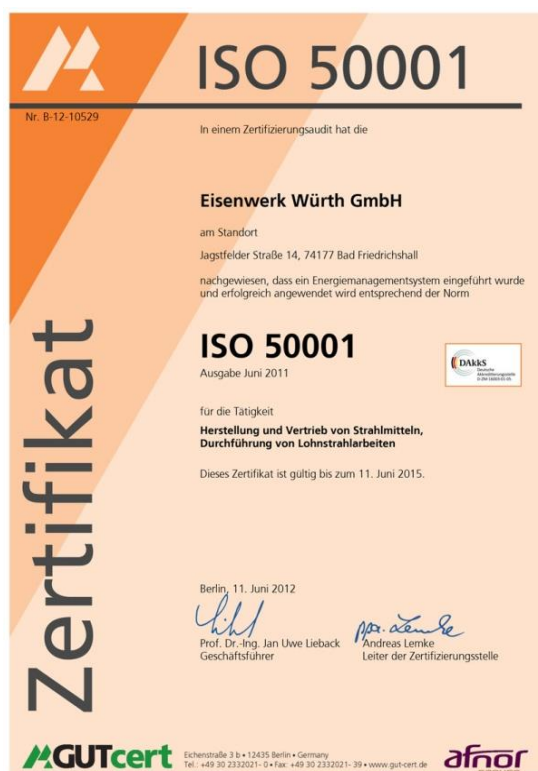 ISO 50001
Nr. B-12-10529
In einem Zertifizierungsaudit hat die
Eisenwerk Würth GmbH
am Standort
Jagstfelder Straße 14, 74177 Bad Friedrichshall
nachgewiesen, dass ein Energiemanagementsystem eingeführt wurde
und erfolgreich angewendet wird entsprechend der Norm
ISO 50001
Ausgabe Juni 2011
DAkkS
Deutsche
Akkreditierungsstelle
für die Tätigkeit
Herstellung und Vertrieb von Strahlmitteln,
Durchführung von Lohnstrahlarbeiten
Dieses Zertifikat ist gültig bis zum 11. Juni 2015.
Zertifikat
Berlin, 11. Juni 2012
ppa. Lemke
Prof. Dr.-Ing. Jan Uwe Lieback
Geschäftsführer
Andreas Lemke
Leiter der Zertifizierungsstelle
GUTcert
Eichenstraße 3 b • 12435 Berlin • Germany
Tel.: +49 30 2332021- 0 • Fax: +49 30 2332021- 39 • www.gut-cert.de
afnor